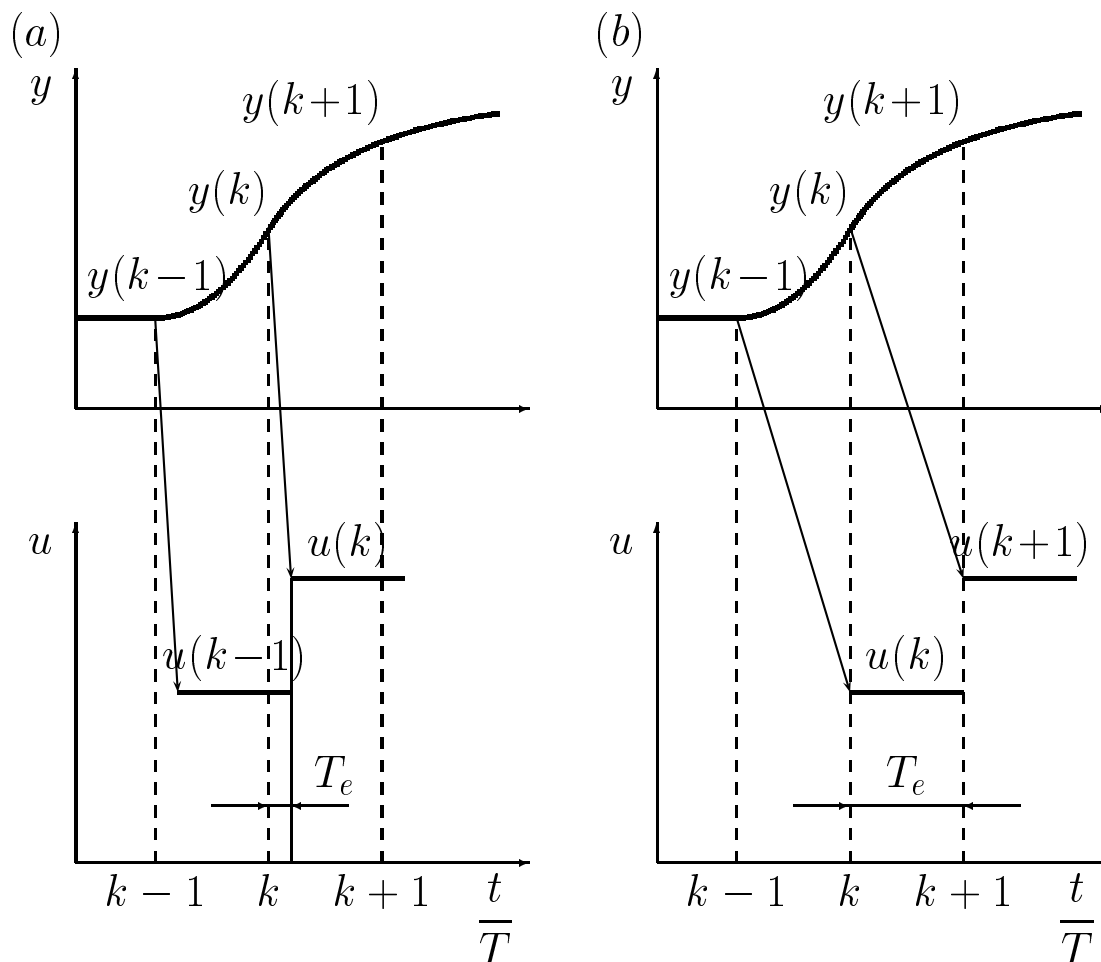 (a)
y
y(k+1)
y(k)
y(k−1)
u
u(k)
u(k−1)
T_e
k−1
k
k+1
t/T
(b)
y
y(k+1)
y(k)
y(k−1)
u
u(k+1)
u(k)
T_e
k−1
k
k+1
t/T